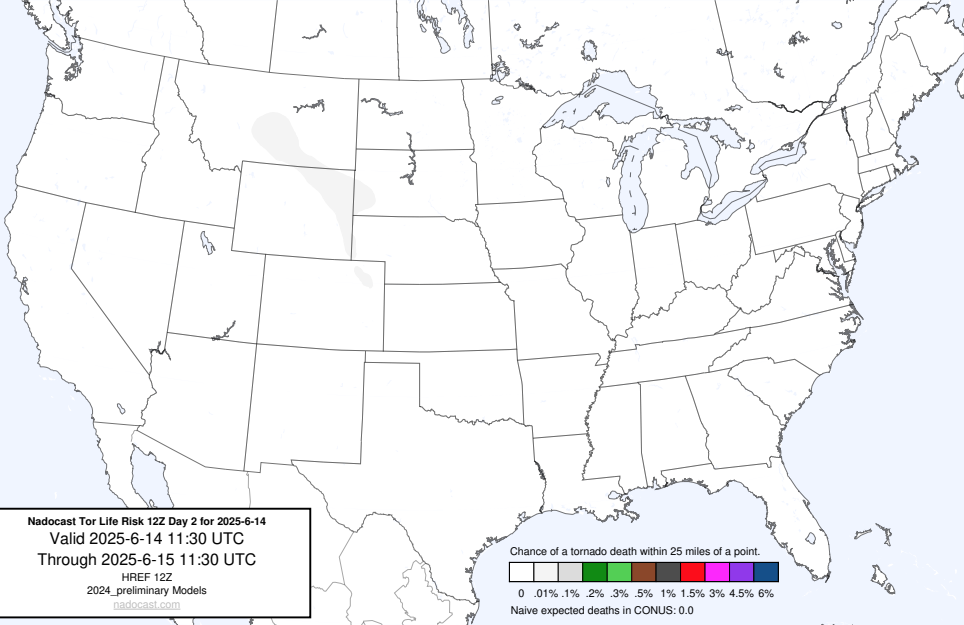 Nadocast Tor Life Risk 12Z Day 2 for 2025-6-14
Valid 2025-6-14 11:30 UTC
Through 2025-6-15 11:30 UTC
HREF 12Z
2024_preliminary Models
nadocast.com
Chance of a tornado death within 25 miles of a point.
0 .01% .1% .2% .3% .5% 1% 1.5% 3% 4.5% 6%
Naive expected deaths in CONUS: 0.0